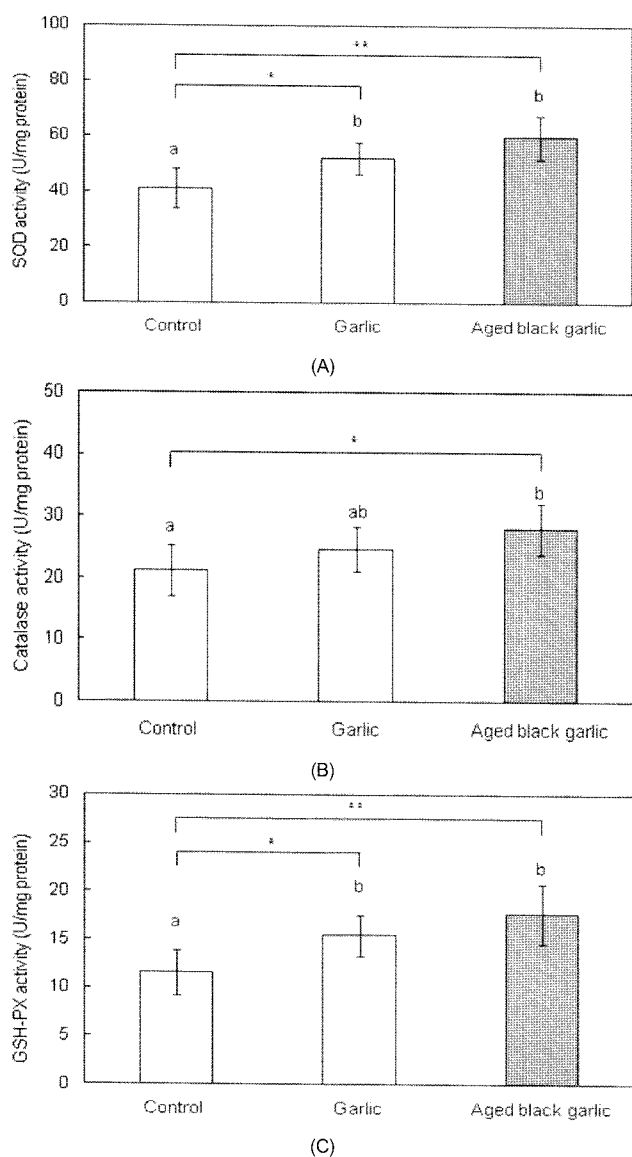 100
80
60
40
20
0
SOD activity (U/mg protein)
**
*
a
b
b
Control Garlic Aged black garlic
(A)
50
40
30
20
10
0
Catalase activity (U/mg protein)
*
a
ab
b
Control Garlic Aged black garlic
(B)
30
25
20
15
10
5
0
GSH-PX activity (U/mg protein)
**
*
a
b
b
Control Garlic Aged black garlic
(C)